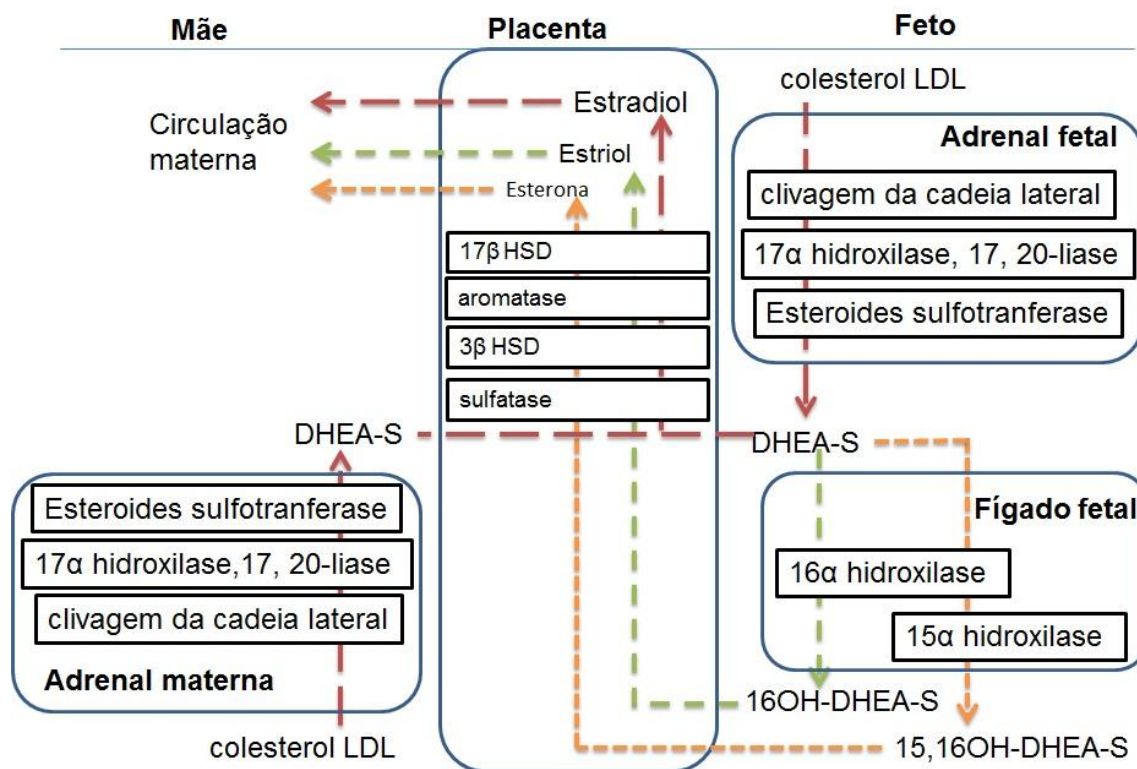 Mãe
Placenta
Feto
colesterol LDL
Estradiol
Circulação
materna
Estriol
Esterona
Adrenal fetal
clivagem da cadeia lateral
17α hidroxilase, 17, 20-liase
Esteroides sulfotranferase
17β HSD
aromatase
3β HSD
sulfatase
DHEA-S
DHEA-S
Esteroides sulfotranferase
17α hidroxilase,17, 20-liase
clivagem da cadeia lateral
Adrenal materna
colesterol LDL
Fígado fetal
16α hidroxilase
15α hidroxilase
16OH-DHEA-S
15,16OH-DHEA-S